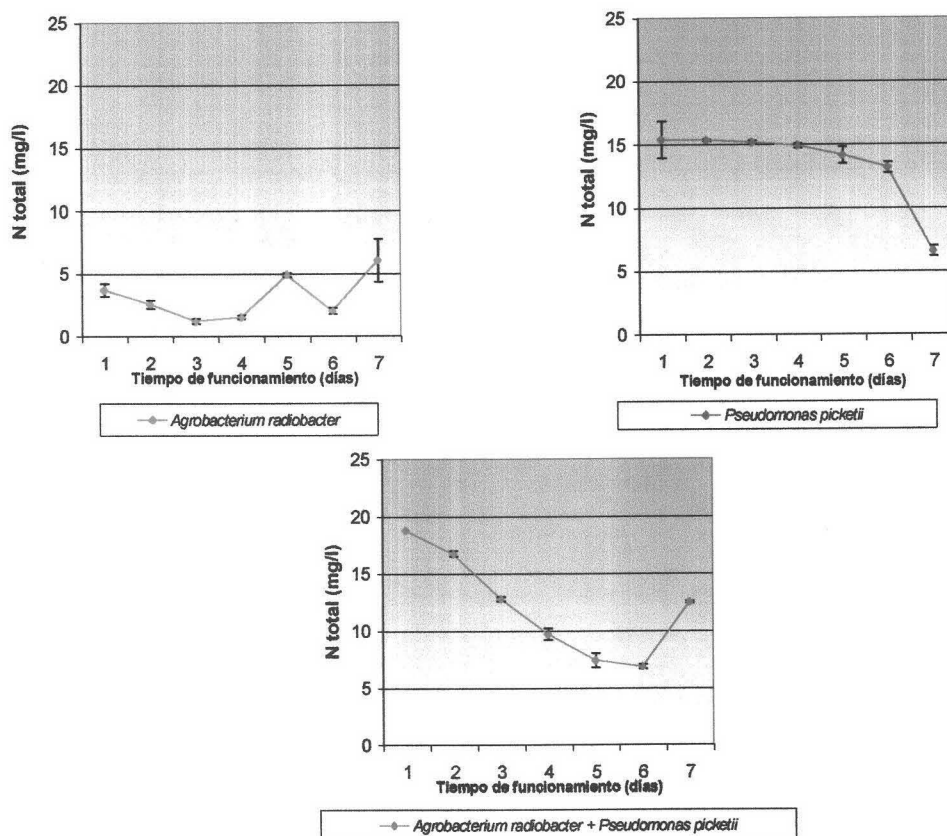 25
20
15
10
5
0
N total (mg/l)
1 2 3 4 5 6 7
Tiempo de funcionamiento (días)
Agrobacterium radiobacter
25
20
15
10
5
0
N total (mg/l)
1 2 3 4 5 6 7
Tiempo de funcionamiento (días)
Pseudomonas picketii
25
20
15
10
5
0
N total (mg/l)
1 2 3 4 5 6 7
Tiempo de funcionamiento (días)
Agrobacterium radiobacter + Pseudomonas picketii